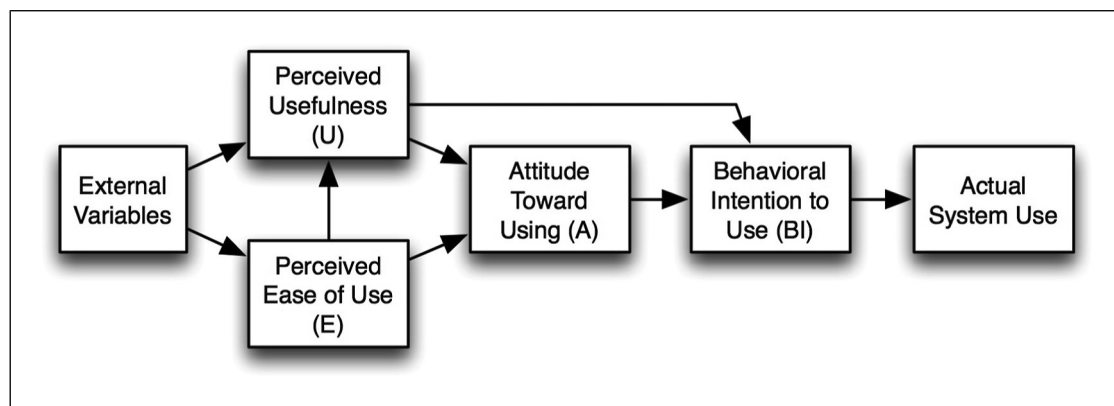 External
Variables
Perceived
Usefulness
(U)
Perceived
Ease of Use
(E)
Attitude
Toward
Using (A)
Behavioral
Intention to
Use (BI)
Actual
System Use